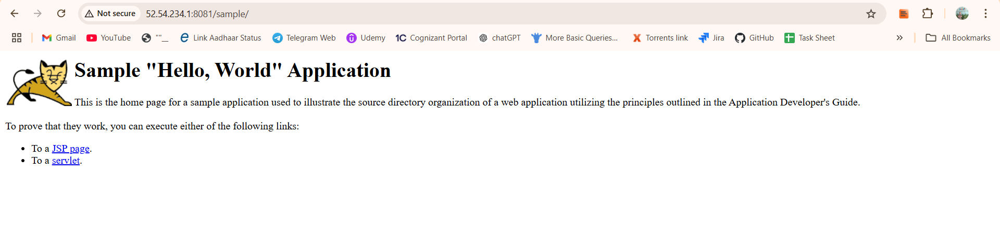 Not secure 52.54.234.1:8081/sample/
Gmail YouTube ""__ Link Aadhaar Status Telegram Web Udemy 1C Cognizant Portal chatGPT More Basic Queries... Torrents link Jira GitHub Task Sheet » All Bookmarks
Sample "Hello, World" Application
This is the home page for a sample application used to illustrate the source directory organization of a web application utilizing the principles outlined in the Application Developer's Guide.
To prove that they work, you can execute either of the following links:
• To a JSP page.
• To a servlet.